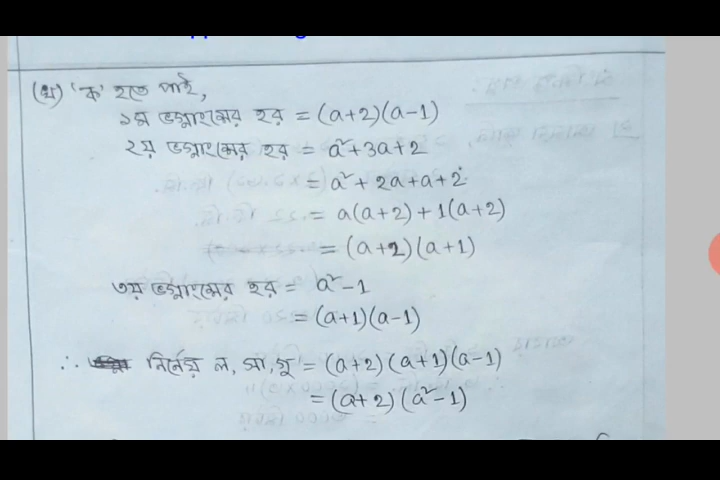 (খ) 'ক' হতে পাই,
১ম ভগ্নাংশের হর = (a+2)(a-1)
২য় ভগ্নাংশের হর = a²+3a+2
= a²+2a+a+2
= a(a+2)+1(a+2)
= (a+2)(a+1)
৩য় ভগ্নাংশের হর = a²-1
= (a+1)(a-1)
∴ নির্নেয় ল, সা, গু = (a+2)(a+1)(a-1)
= (a+2)(a²-1)